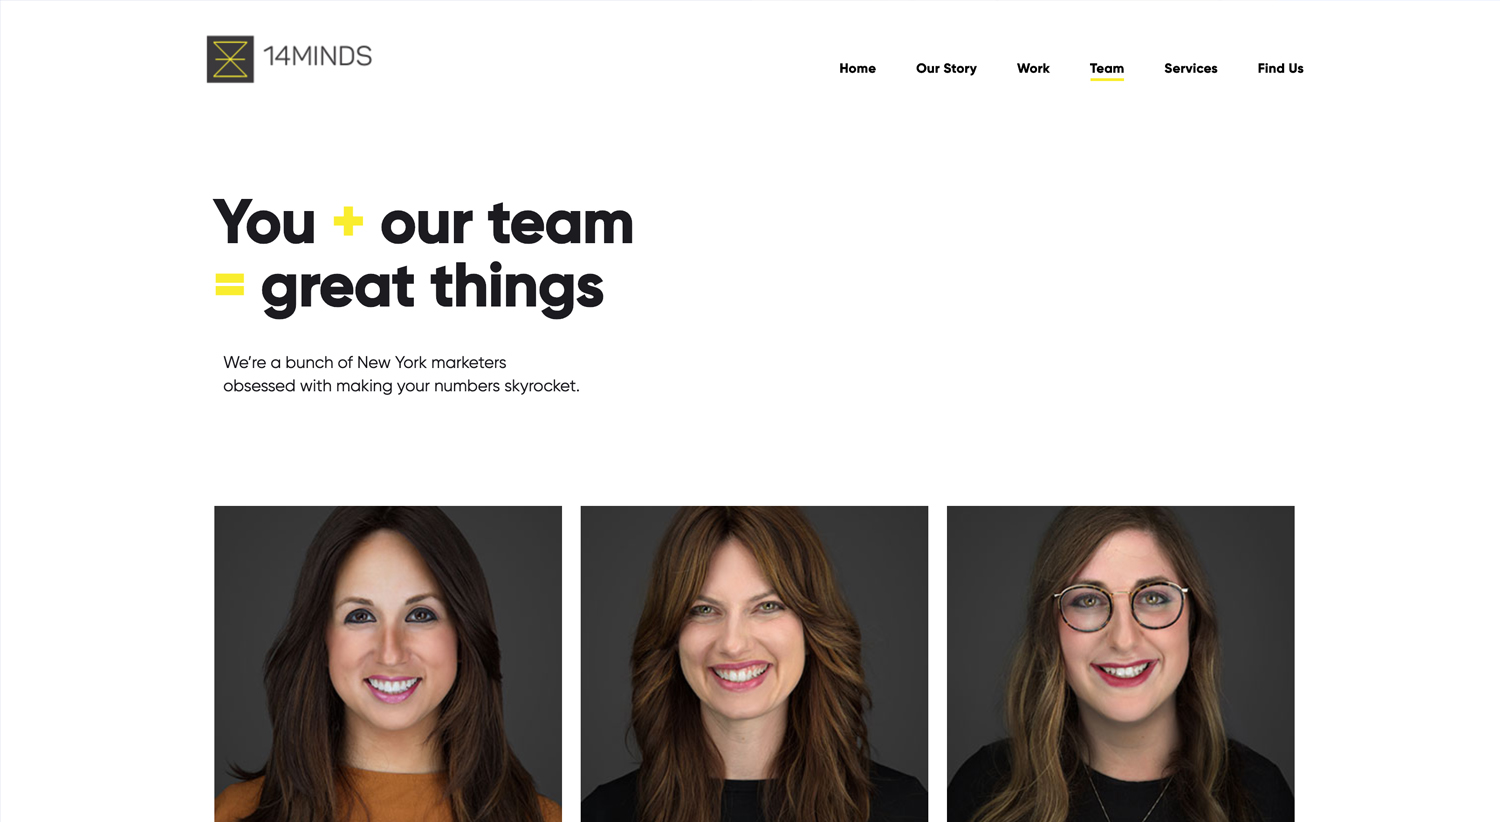 14MINDS
Home Our Story Work Team Services Find Us
You + our team
= great things
We’re a bunch of New York marketers
obsessed with making your numbers skyrocket.